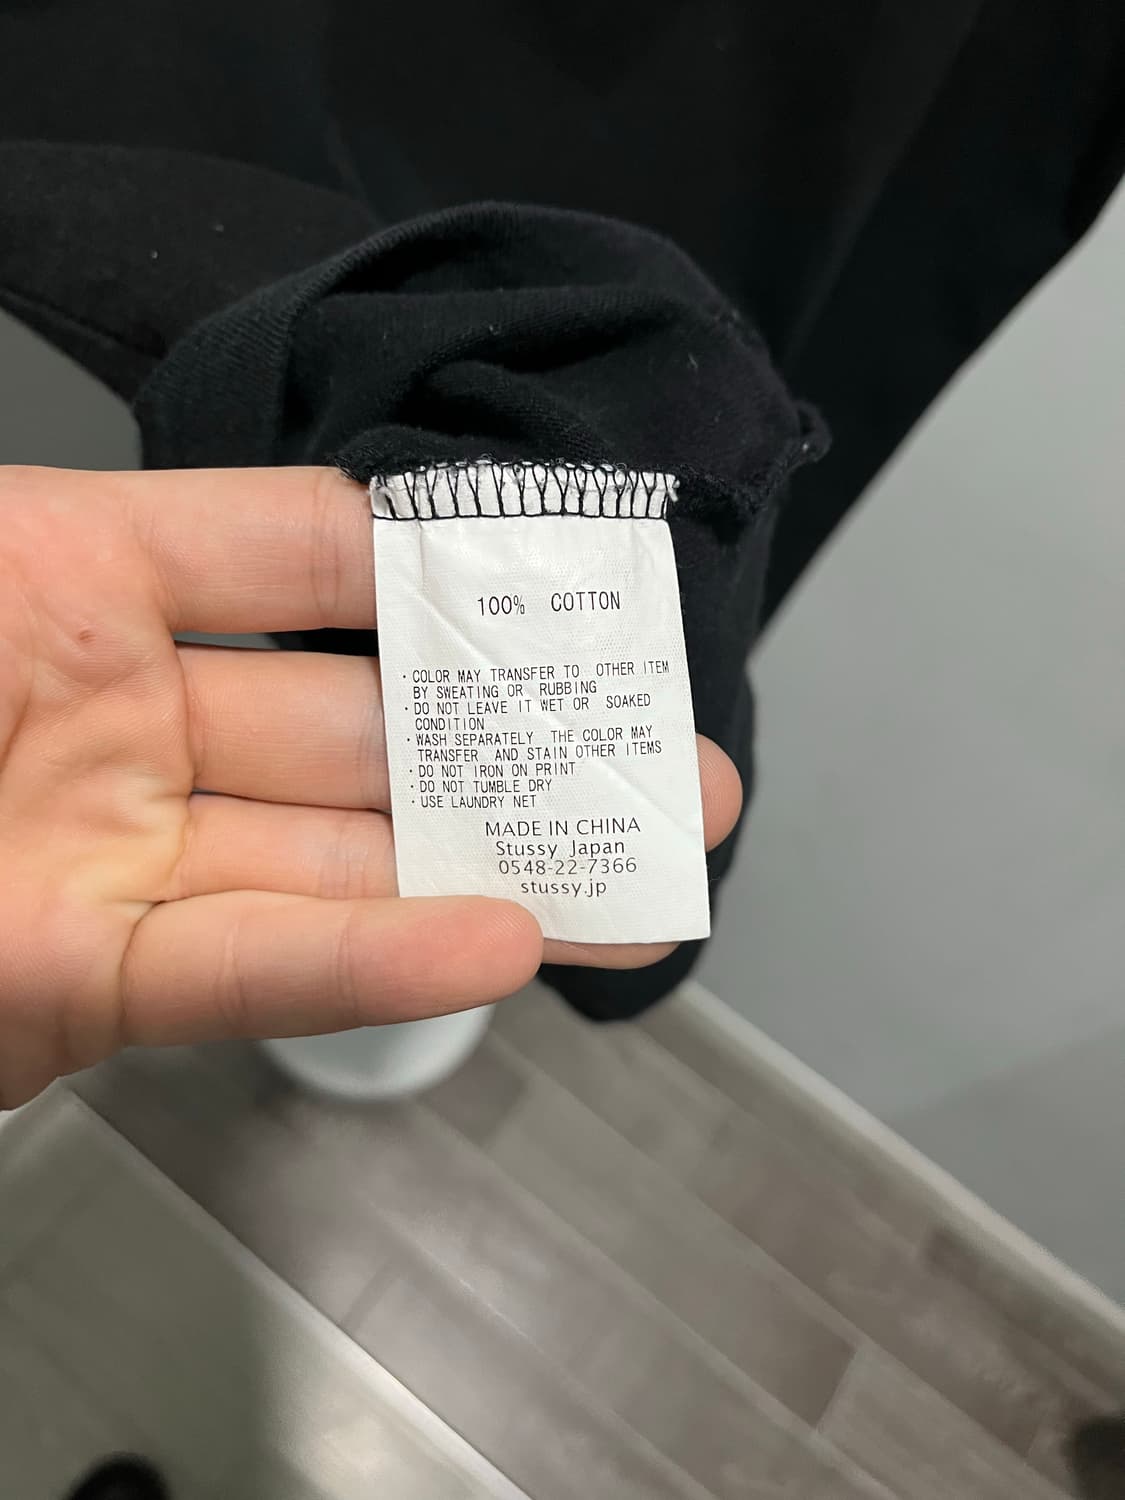 100% COTTON
・COLOR MAY TRANSFER TO OTHER ITEM
BY SWEATING OR RUBBING
・DO NOT LEAVE IT WET OR SOAKED
CONDITION
・WASH SEPARATELY THE COLOR MAY
TRANSFER AND STAIN OTHER ITEMS
・DO NOT IRON ON PRINT
・DO NOT TUMBLE DRY
・USE LAUNDRY NET
MADE IN CHINA
Stussy Japan
0548-22-7366
stussy.jp